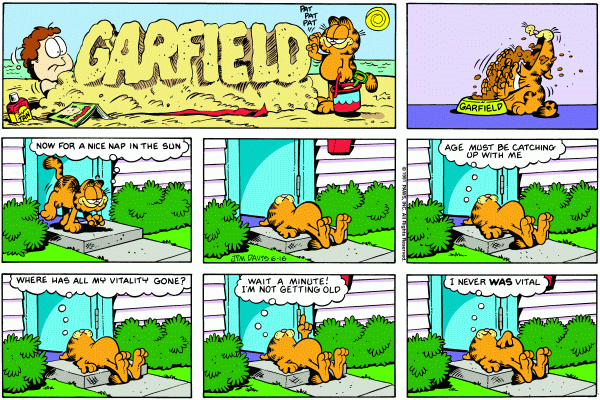 PAT
PAT
PAT
GARFIELD
TAN
GARFIELD
NOW FOR A NICE NAP IN THE SUN
JIM DAVIS 6-16
AGE MUST BE CATCHING
UP WITH ME
WHERE HAS ALL MY VITALITY GONE?
WAIT A MINUTE!
I'M NOT GETTING OLD
I NEVER WAS VITAL